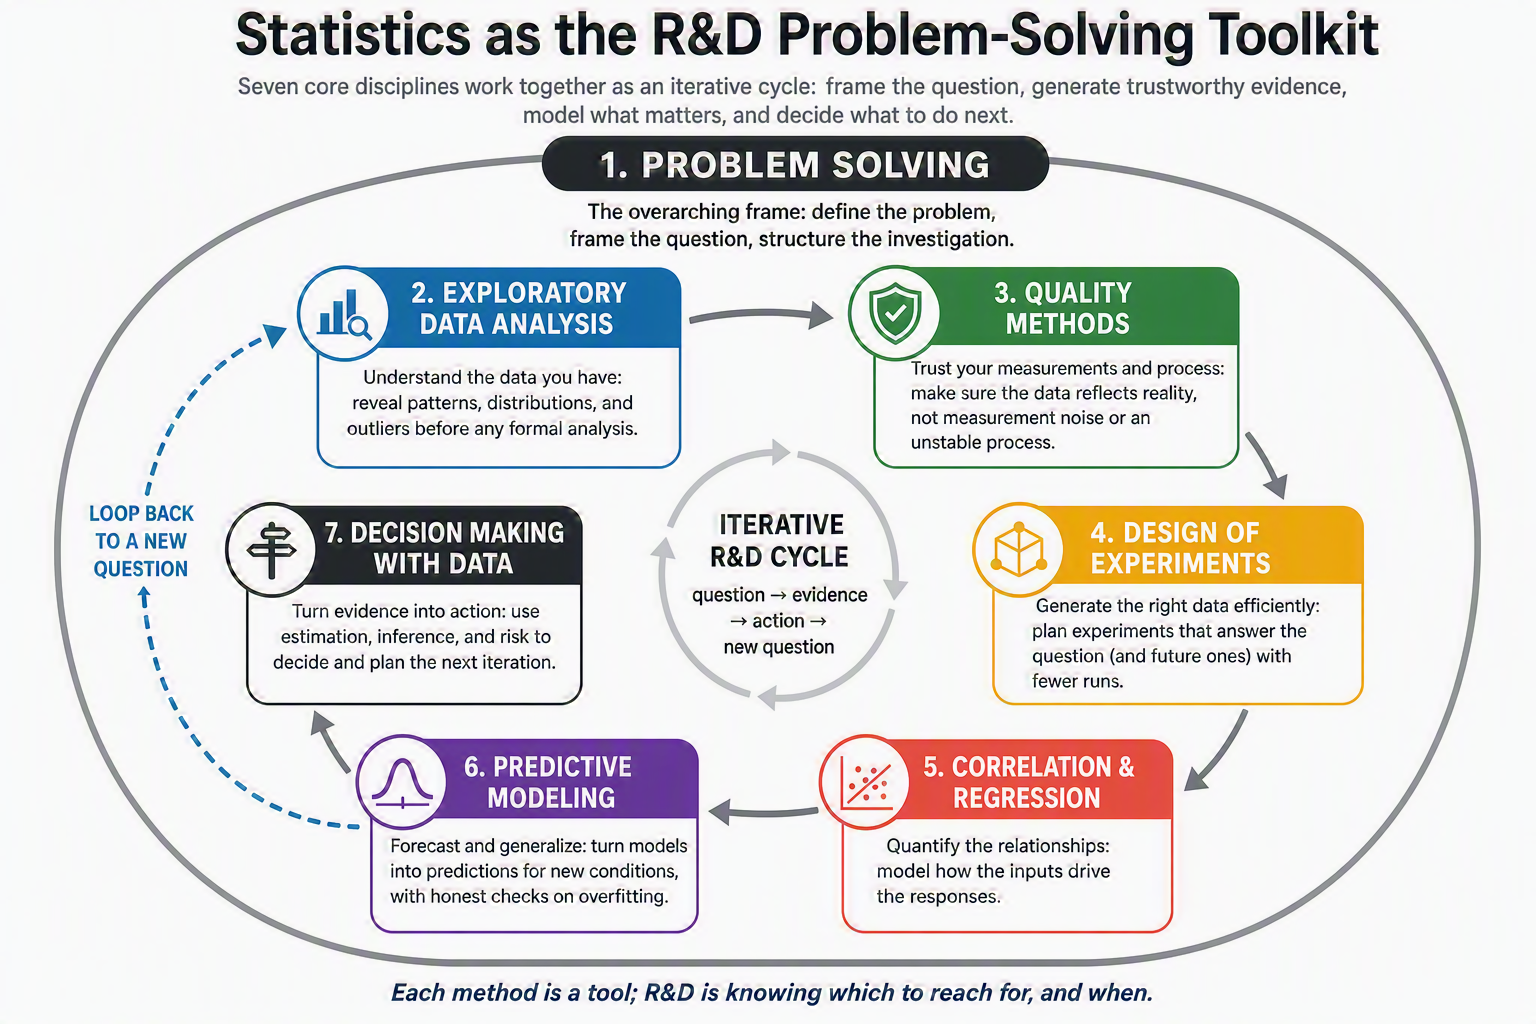 Statistics as the R&D Problem-Solving Toolkit
Seven core disciplines work together as an iterative cycle: frame the question, generate trustworthy evidence,
model what matters, and decide what to do next.
1. PROBLEM SOLVING
The overarching frame: define the problem,
frame the question, structure the investigation.
2. EXPLORATORY
DATA ANALYSIS
Understand the data you have:
reveal patterns, distributions, and
outliers before any formal analysis.
3. QUALITY
METHODS
Trust your measurements and process:
make sure the data reflects reality,
not measurement noise or an
unstable process.
4. DESIGN OF
EXPERIMENTS
Generate the right data efficiently:
plan experiments that answer the
question (and future ones) with
fewer runs.
5. CORRELATION &
REGRESSION
Quantify the relationships:
model how the inputs drive
the responses.
6. PREDICTIVE
MODELING
Forecast and generalize: turn models
into predictions for new conditions,
with honest checks on overfitting.
7. DECISION MAKING
WITH DATA
Turn evidence into action: use
estimation, inference, and risk to
decide and plan the next iteration.
LOOP BACK
TO A NEW
QUESTION
ITERATIVE
R&D CYCLE
question → evidence
→ action →
new question
Each method is a tool; R&D is knowing which to reach for, and when.